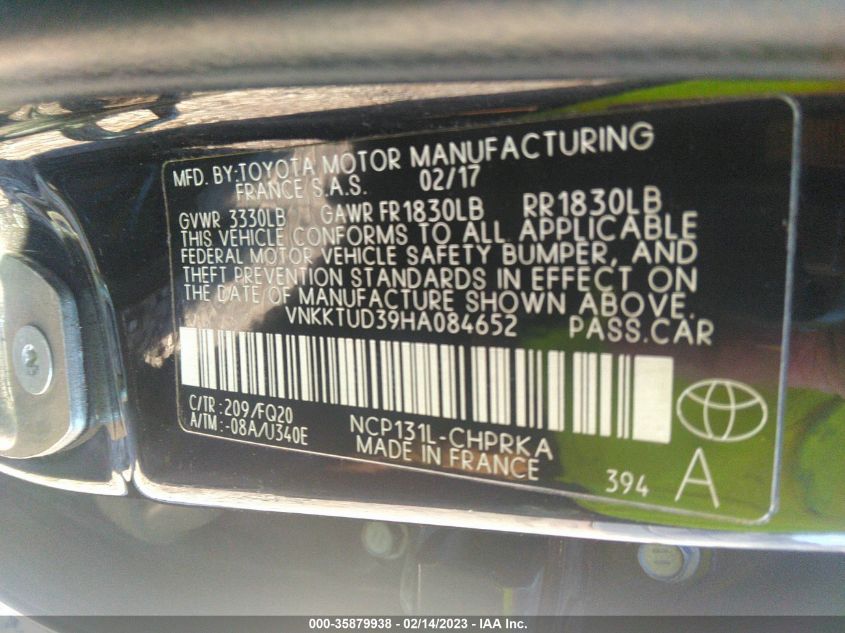 MFD. BY:TOYOTA MOTOR MANUFACTURING
FRANCE S.A.S. 02/17
GVWR 3330LB GAWR FR1830LB RR1830LB
THIS VEHICLE CONFORMS TO ALL APPLICABLE
FEDERAL MOTOR VEHICLE SAFETY BUMPER, AND
THEFT PREVENTION STANDARDS IN EFFECT ON
THE DATE OF MANUFACTURE SHOWN ABOVE.
VNKKTUD39HA084652 PASS.CAR
C/TR:209/FQ20
A/TM:-08A/U340E
NCP131L-CHPRKA
MADE IN FRANCE
394
A
000-35879938 - 02/14/2023 - IAA Inc.